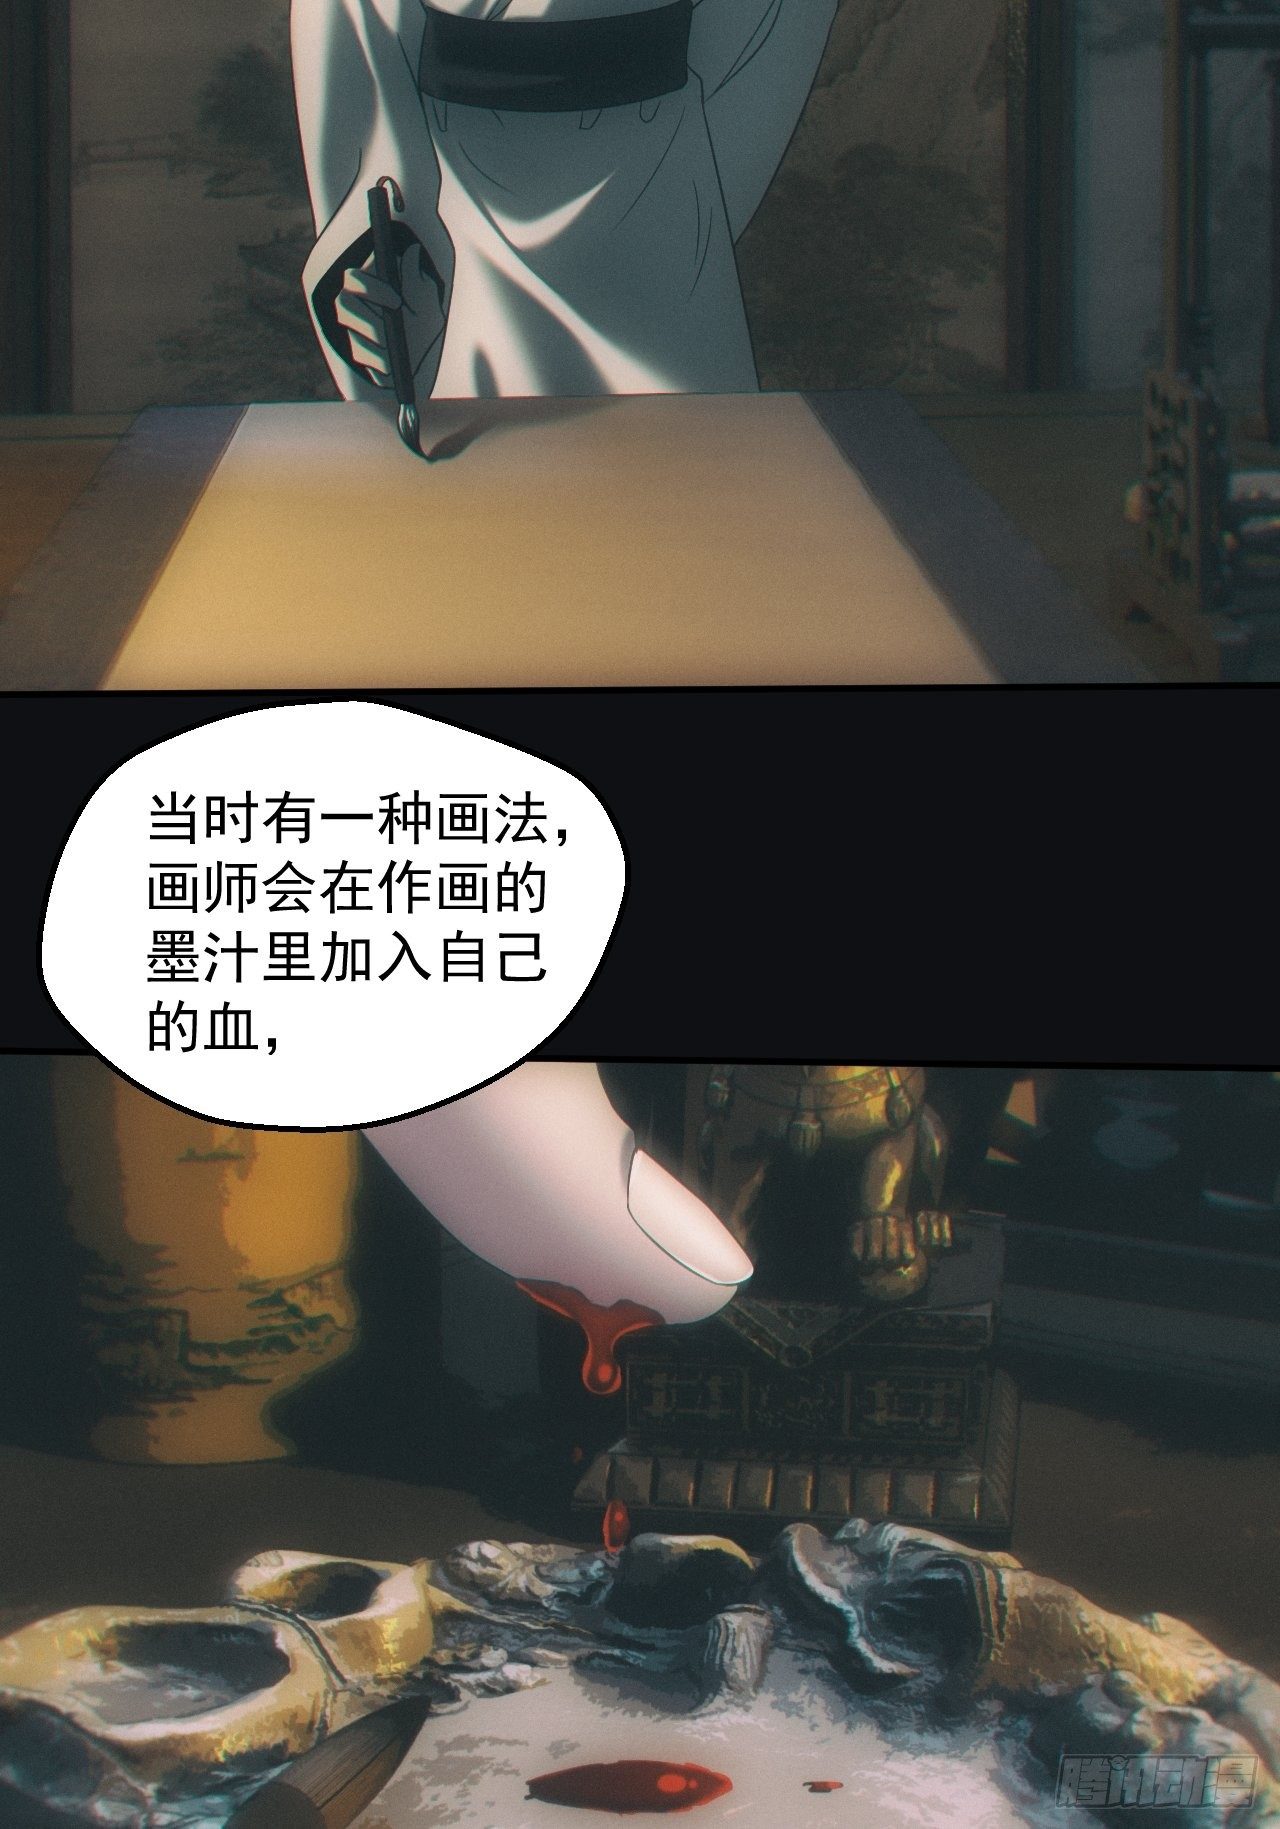 当时有一种画法，
画师会在作画的
墨汁里加入自己
的血，
腾讯动漫